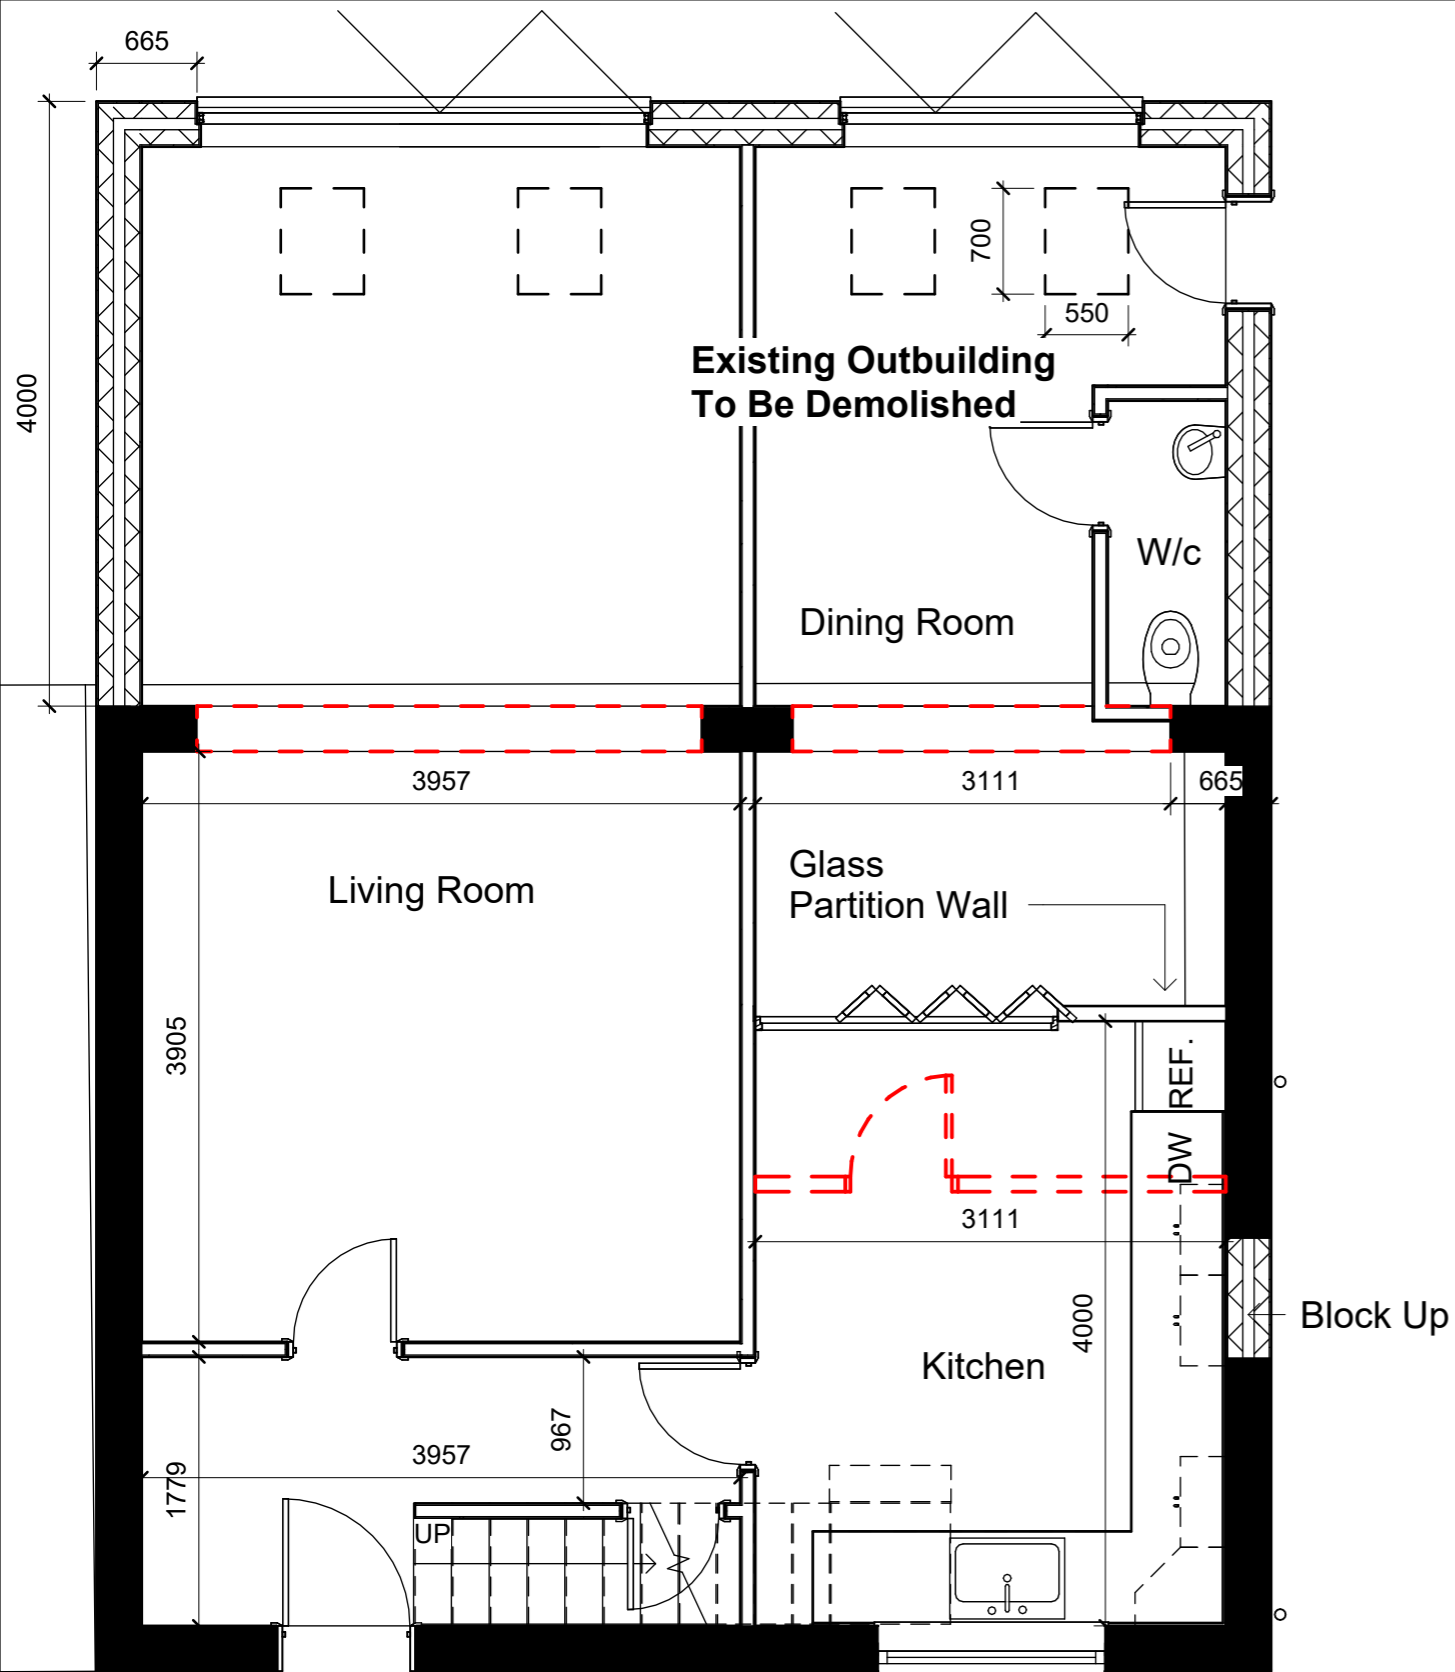 665
4000
700
550
Existing Outbuilding
To Be Demolished
W/c
Dining Room
3957
3111
665
Living Room
Glass
Partition Wall
3905
REF.
DW
3111
4000
Block Up
Kitchen
967
3957
1779
UP